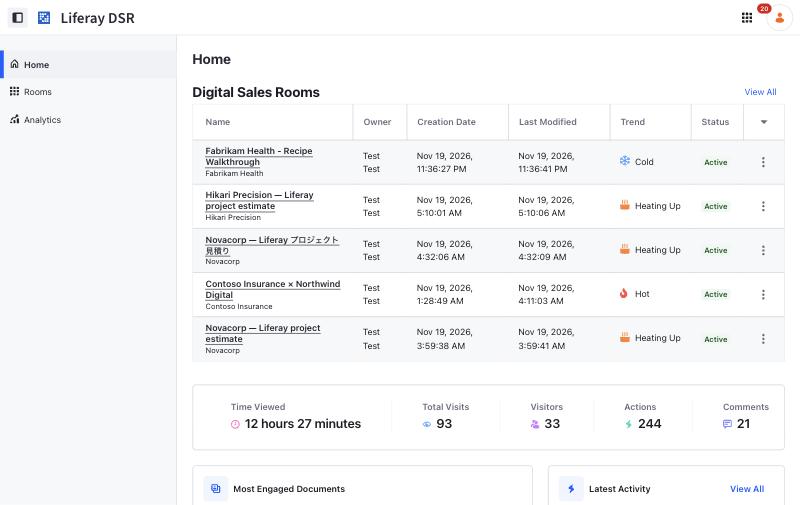 Liferay DSR
20
Home
Rooms
Analytics
Home
Digital Sales Rooms
View All
Name Owner Creation Date Last Modified Trend Status
Fabrikam Health - Recipe
Walkthrough
Fabrikam Health
Test
Test
Nov 19, 2026,
11:36:27 PM
Nov 19, 2026,
11:36:41 PM
Cold
Active
Hikari Precision — Liferay
project estimate
Hikari Precision
Test
Test
Nov 19, 2026,
5:10:01 AM
Nov 19, 2026,
5:10:06 AM
Heating Up
Active
Novacorp — Liferay プロジェクト
見積り
Novacorp
Test
Test
Nov 19, 2026,
4:32:06 AM
Nov 19, 2026,
4:32:09 AM
Heating Up
Active
Contoso Insurance × Northwind
Digital
Contoso Insurance
Test
Test
Nov 19, 2026,
1:28:49 AM
Nov 19, 2026,
4:11:03 AM
Hot
Active
Novacorp — Liferay project
estimate
Novacorp
Test
Test
Nov 19, 2026,
3:59:38 AM
Nov 19, 2026,
3:59:41 AM
Heating Up
Active
Time Viewed
12 hours 27 minutes
Total Visits
93
Visitors
33
Actions
244
Comments
21
Most Engaged Documents
Latest Activity
View All